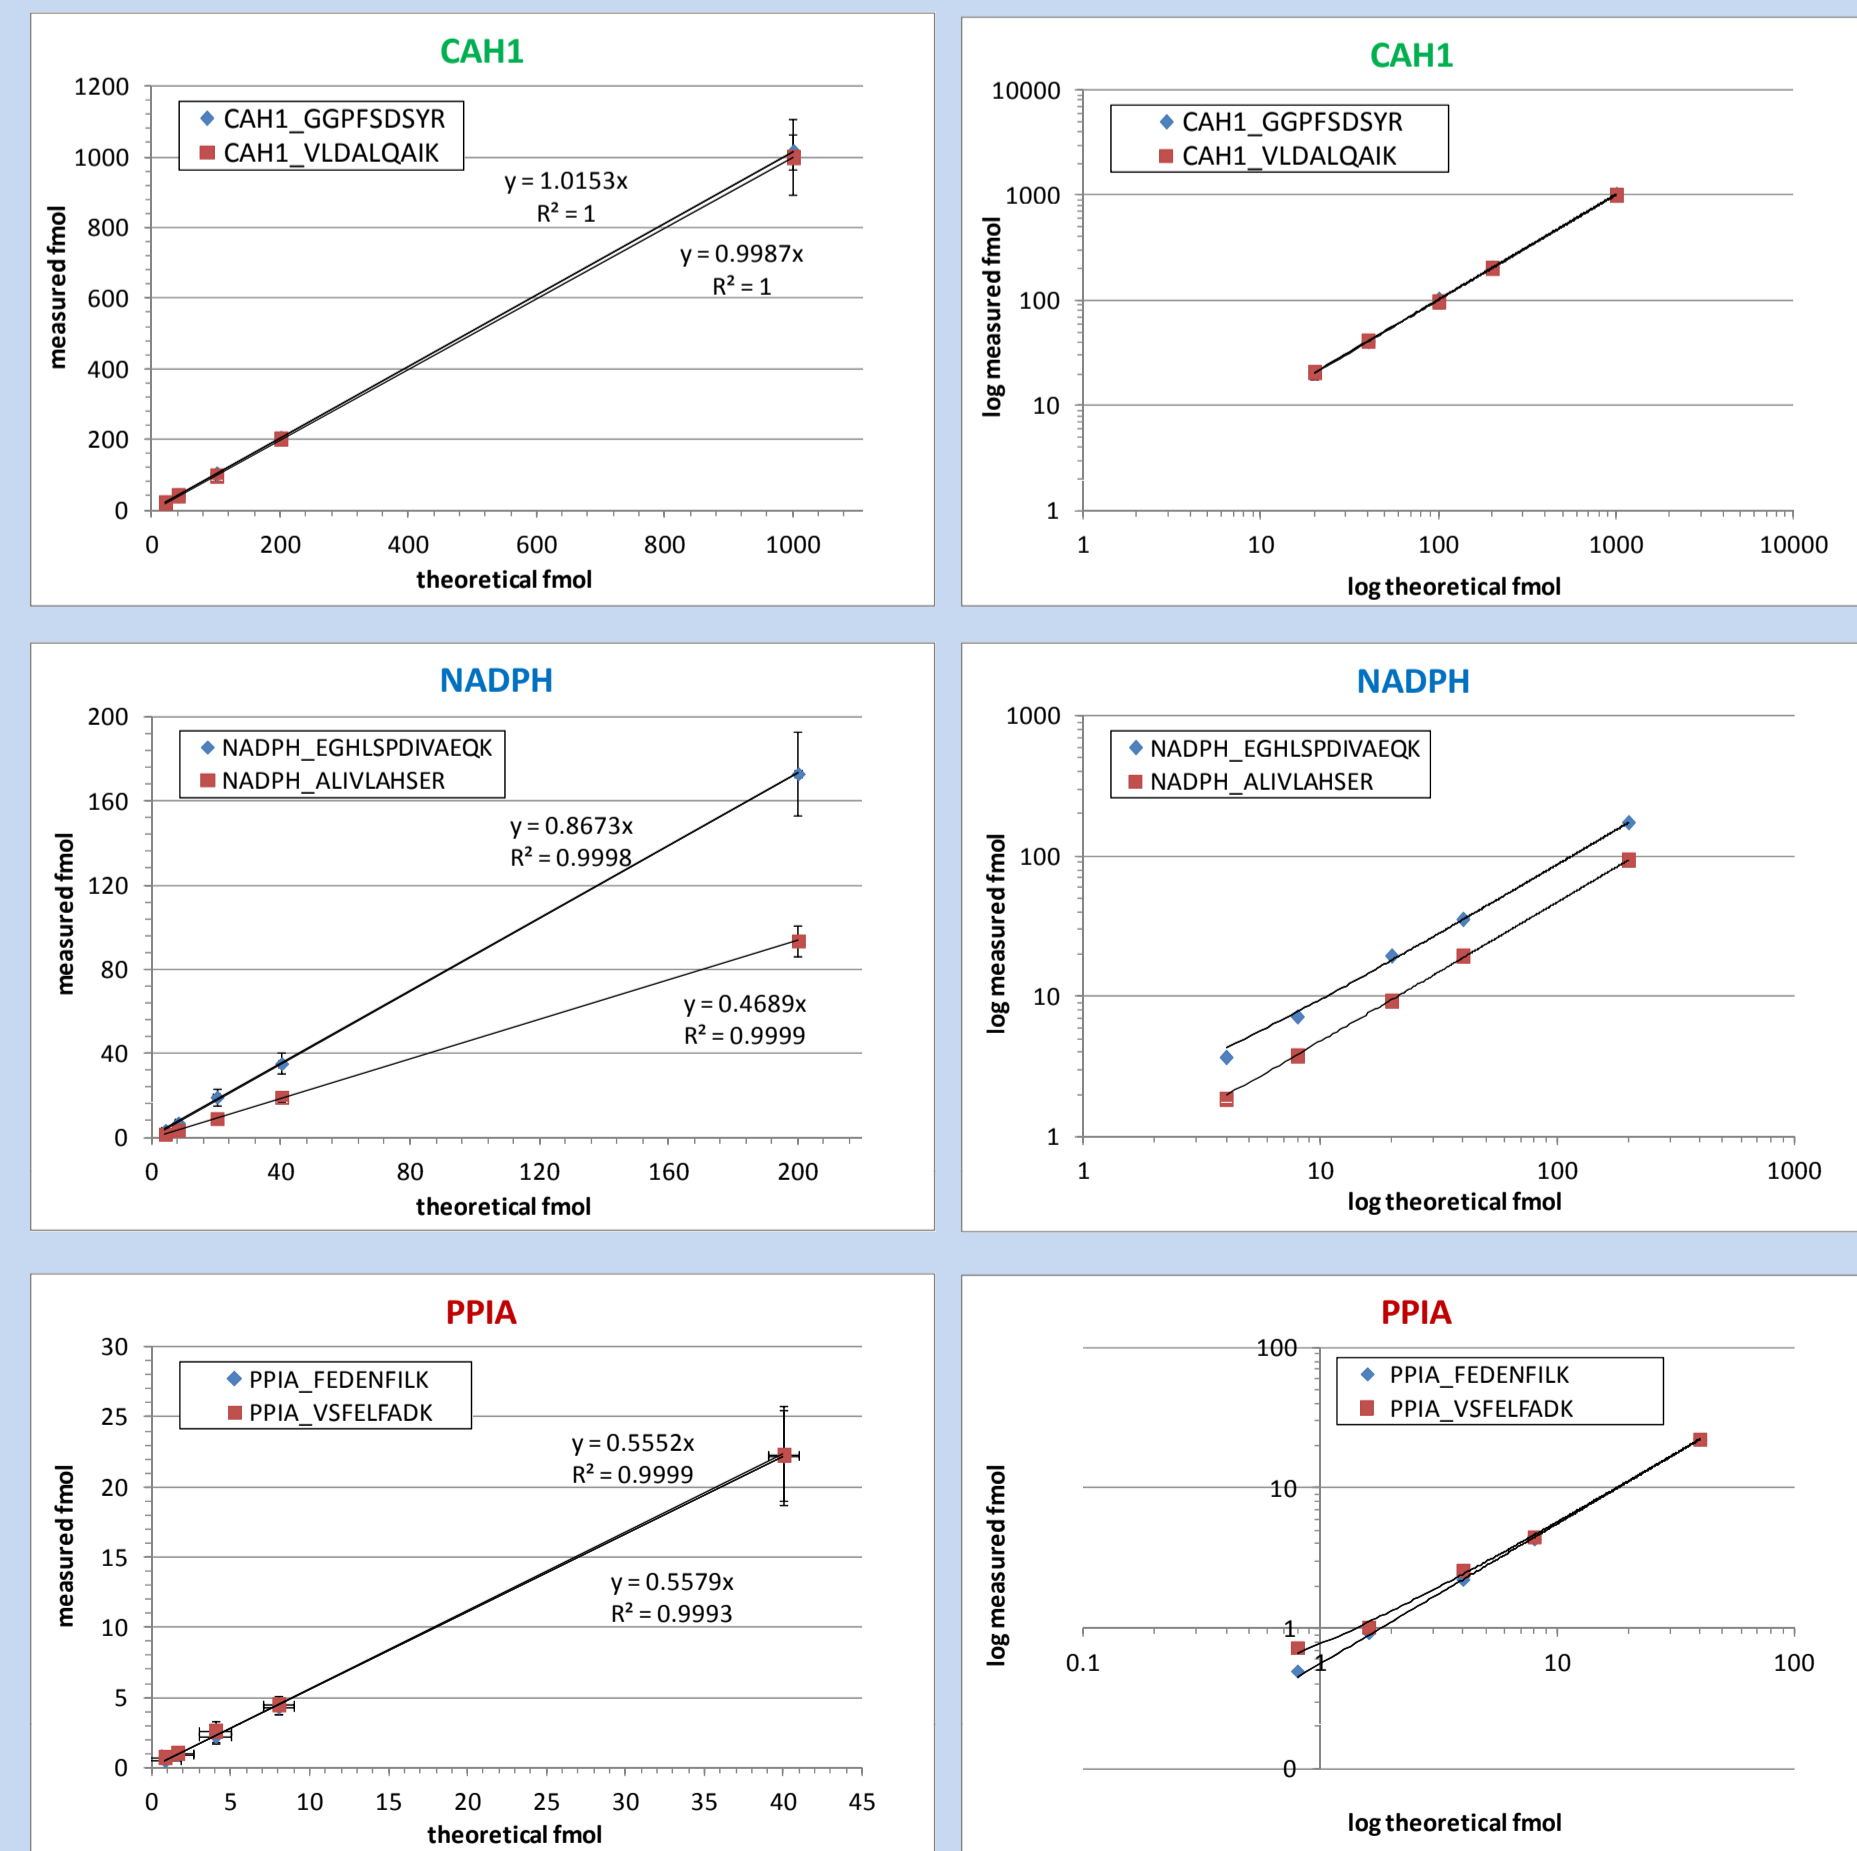 CAH1
1200
1000
800
600
400
200
0
measured fmol
CAH1_GGPFSDSYR
CAH1_VLDALQAIK
y = 1.0153x
R² = 1
y = 0.9987x
R² = 1
0 200 400 600 800 1000
theoretical fmol
CAH1
10000
1000
100
10
1
log measured fmol
CAH1_GGPFSDSYR
CAH1_VLDALQAIK
1 10 100 1000 10000
log theoretical fmol
NADPH
200
160
120
80
40
0
measured fmol
NADPH_EGHLSPDIVAEQK
NADPH_ALIVLAHSER
y = 0.8673x
R² = 0.9998
y = 0.4689x
R² = 0.9999
0 40 80 120 160 200
theoretical fmol
NADPH
1000
100
10
1
log measured fmol
NADPH_EGHLSPDIVAEQK
NADPH_ALIVLAHSER
1 10 100 1000
log theoretical fmol
PPIA
30
25
20
15
10
5
0
measured fmol
PPIA_FEDENFILK
PPIA_VSFELFADK
y = 0.5552x
R² = 0.9999
y = 0.5579x
R² = 0.9993
0 5 10 15 20 25 30 35 40 45
theoretical fmol
PPIA
100
10
1
0
log measured fmol
PPIA_FEDENFILK
PPIA_VSFELFADK
0.1 1 10 100
log theoretical fmol